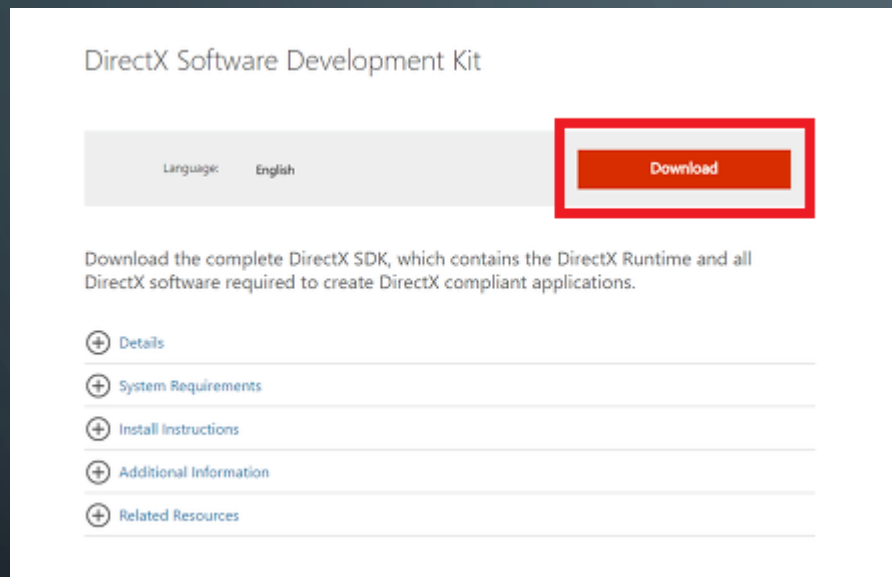 DirectX Software Development Kit
Language: English
Download
Download the complete DirectX SDK, which contains the DirectX Runtime and all
DirectX software required to create DirectX compliant applications.
Details
System Requirements
Install Instructions
Additional Information
Related Resources